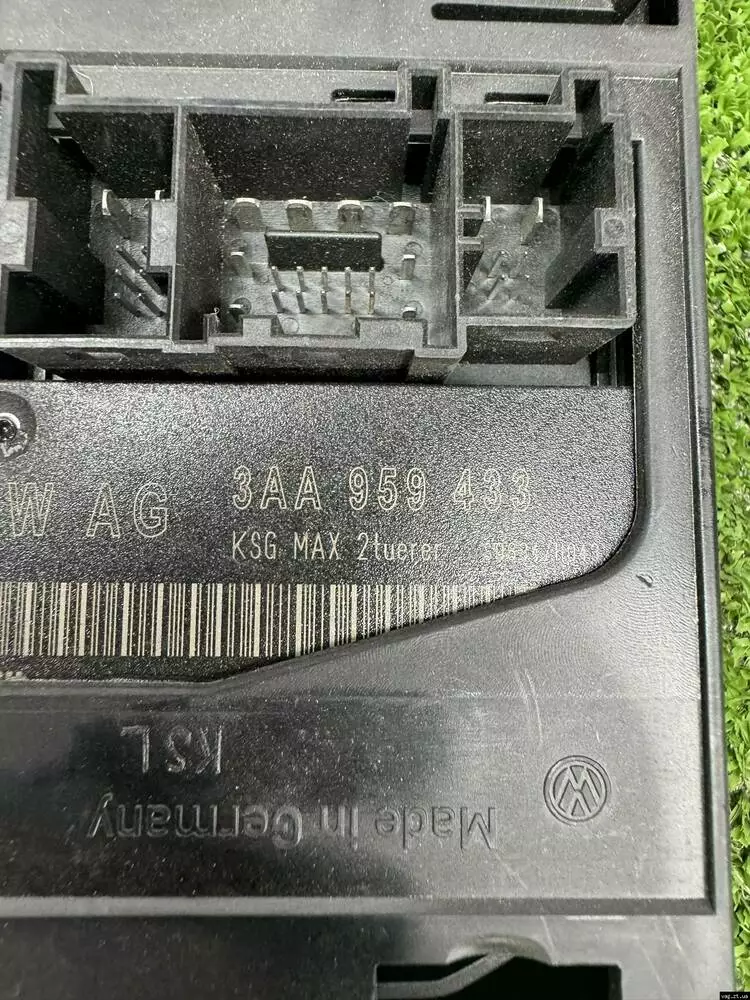 W AG 3AA 959 433
KSG MAX 2tuerer
KSL
Made in Germany
vag.zt.ua